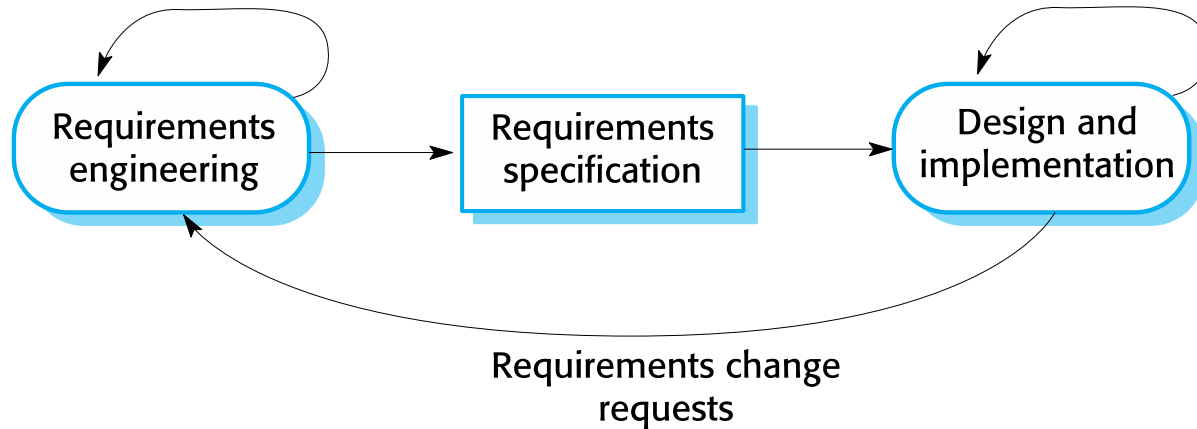 Requirements
engineering
Requirements
specification
Design and
implementation
Requirements change
requests